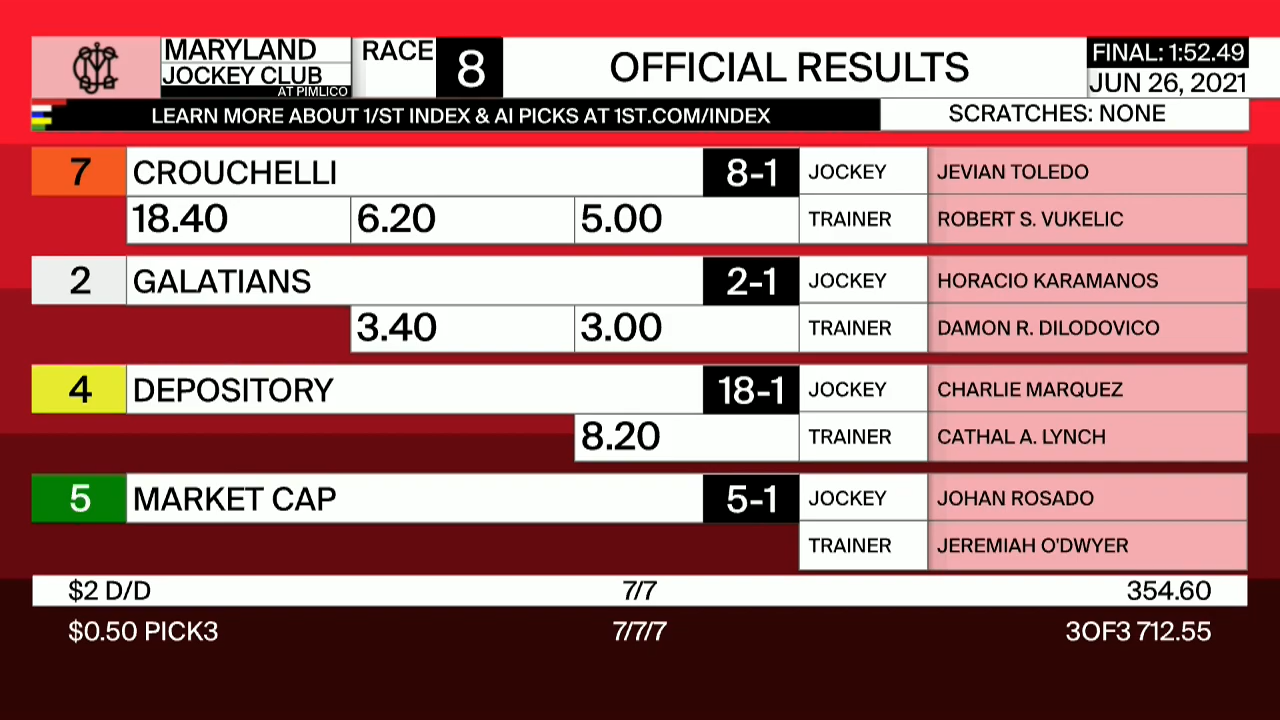 MARYLAND
JOCKEY CLUB
AT PIMLICO
RACE 8
OFFICIAL RESULTS
FINAL: 1:52.49
JUN 26, 2021
LEARN MORE ABOUT 1/ST INDEX & AI PICKS AT 1ST.COM/INDEX
SCRATCHES: NONE
7 CROUCHELLI 8-1 JOCKEY JEVIAN TOLEDO
18.40 6.20 5.00 TRAINER ROBERT S. VUKELIC
2 GALATIANS 2-1 JOCKEY HORACIO KARAMANOS
3.40 3.00 TRAINER DAMON R. DILODOVICO
4 DEPOSITORY 18-1 JOCKEY CHARLIE MARQUEZ
8.20 TRAINER CATHAL A. LYNCH
5 MARKET CAP 5-1 JOCKEY JOHAN ROSADO
TRAINER JEREMIAH O'DWYER
$2 D/D 7/7 354.60
$0.50 PICK3 7/7/7 3OF3 712.55